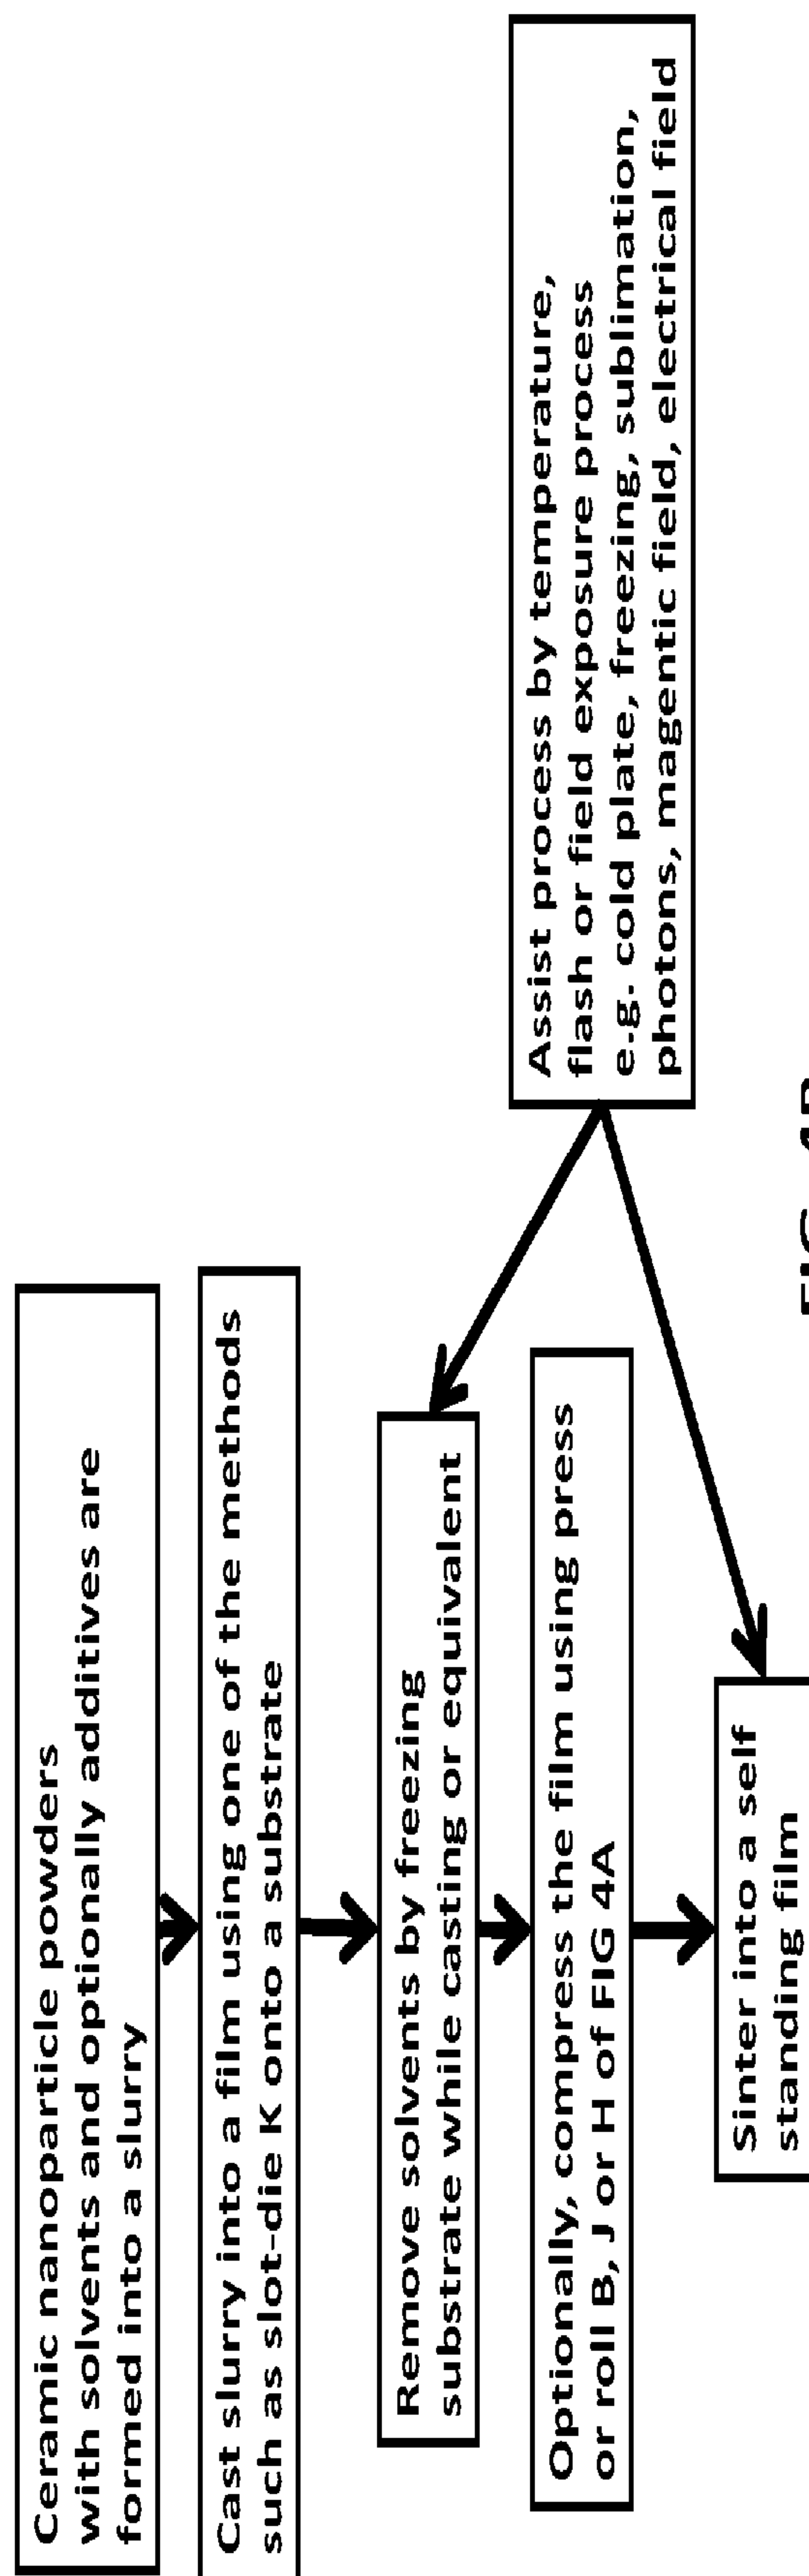 Ceramic nanoparticle powders
with solvents and optionally additives are
formed into a slurry
Cast slurry into a film using one of the methods
such as slot-die K onto a substrate
Remove solvents by freezing
substrate while casting or equivalent
Optionally, compress the film using press
or roll B, J or H of FIG 4A
Sinter into a self
standing film
Assist process by temperature,
flash or field exposure process
e.g. cold plate, freezing, sublimation,
photons, magentic field, electrical field